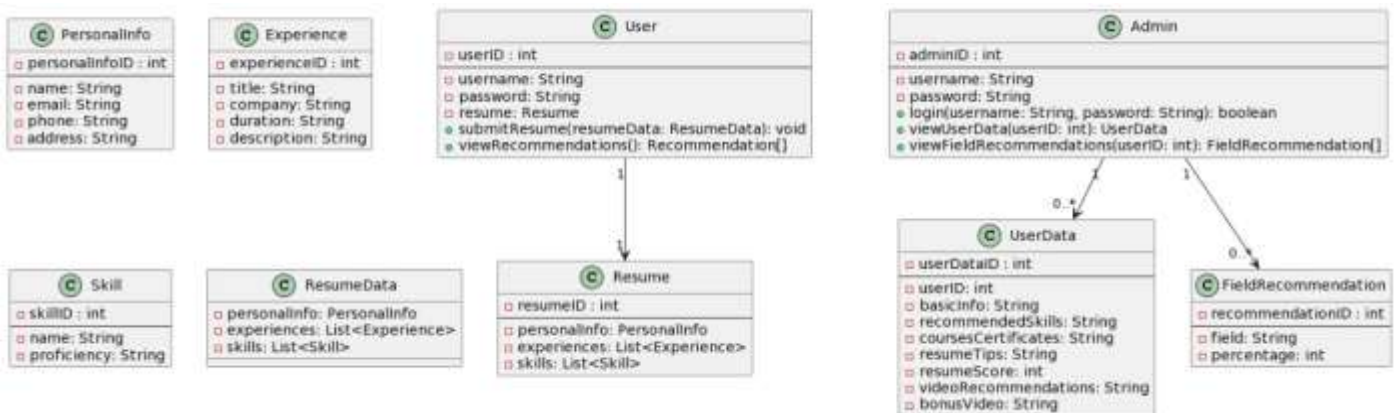 C PersonalInfo
personalInfoID : int
name: String
email: String
phone: String
address: String
C Experience
experienceID : int
title: String
company: String
duration: String
description: String
C User
userID : int
username: String
password: String
resume: Resume
submitResume(resumeData: ResumeData): void
viewRecommendations(): Recommendation[]
C Admin
adminID : int
username: String
password: String
login(username: String, password: String): boolean
viewUserData(userID: int): UserData
viewFieldRecommendations(userID: int): FieldRecommendation[]
1
1
1
0..*
1
0..*
C Skill
skillID : int
name: String
proficiency: String
C ResumeData
personalInfo: PersonalInfo
experiences: List<Experience>
skills: List<Skill>
C Resume
resumeID : int
personalInfo: PersonalInfo
experiences: List<Experience>
skills: List<Skill>
C UserData
userDataID : int
userID: int
basicInfo: String
recommendedSkills: String
coursesCertificates: String
resumeTips: String
resumeScore: int
videoRecommendations: String
bonusVideo: String
C FieldRecommendation
recommendationID : int
field: String
percentage: int